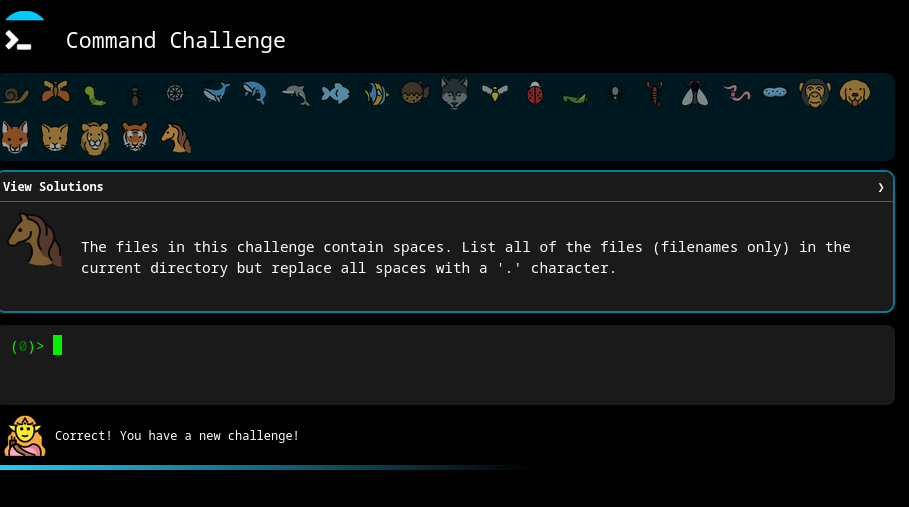 Command Challenge
View Solutions
The files in this challenge contain spaces. List all of the files (filenames only) in the
current directory but replace all spaces with a '.' character.
(0)>
Correct! You have a new challenge!